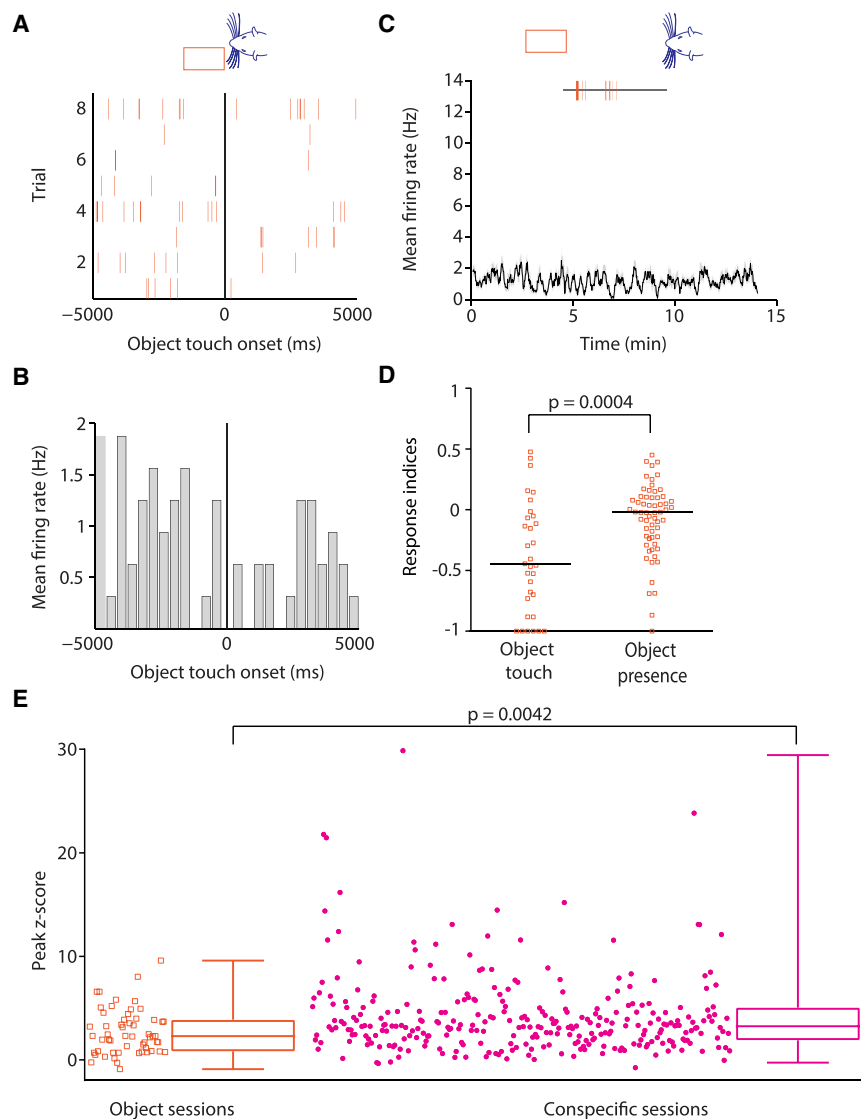 A
8
6
4
2
Trial
−5000
0
5000
Object touch onset (ms)
B
2
1.5
1
0.5
Mean firing rate (Hz)
−5000
0
5000
Object touch onset (ms)
C
14
12
10
8
6
4
2
0
Mean firing rate (Hz)
0
5
10
15
Time (min)
D
1
0.5
0
-0.5
-1
Response indices
p = 0.0004
Object
touch
Object
presence
E
p = 0.0042
30
20
10
0
Peak z-score
Object sessions
Conspecific sessions